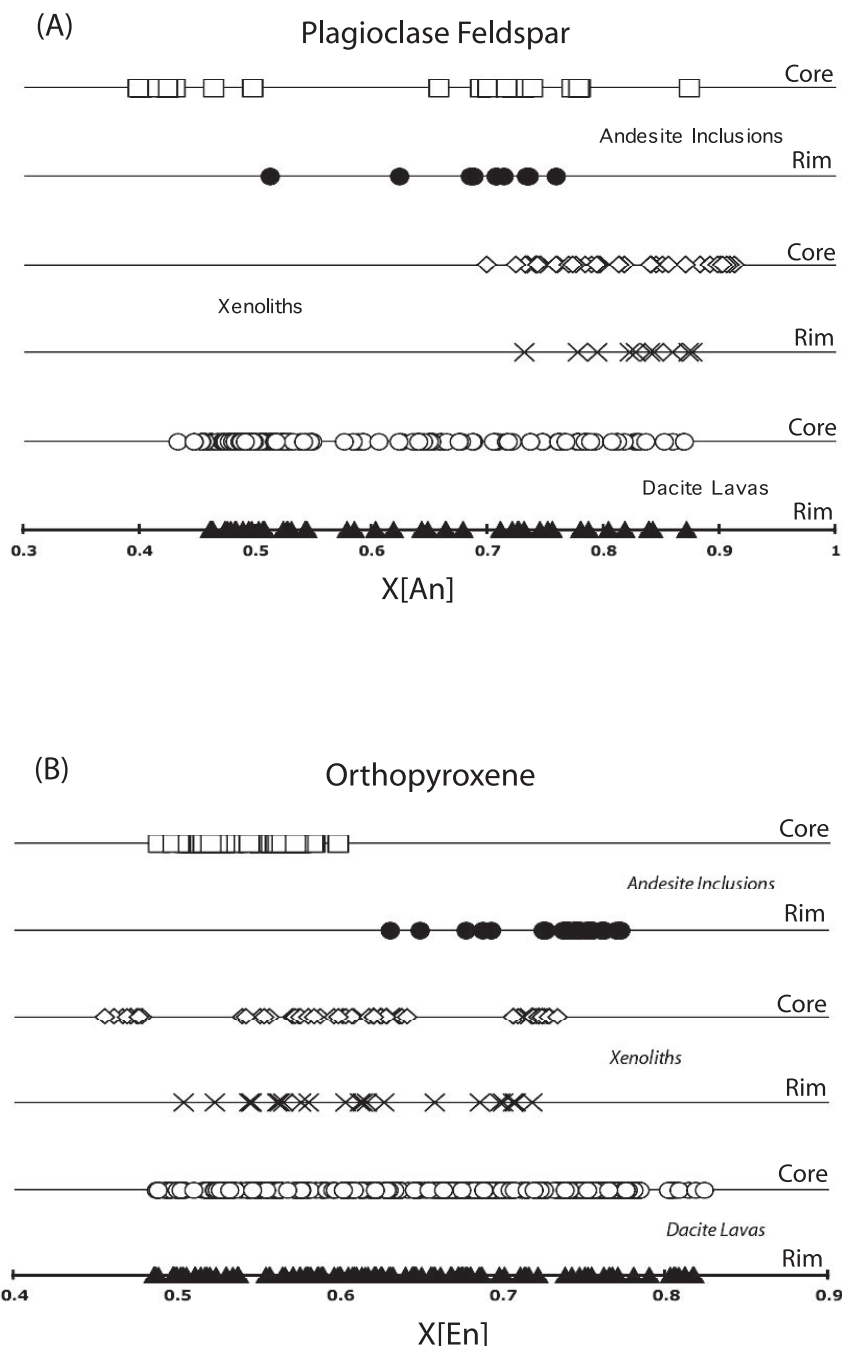 (A)
Plagioclase Feldspar
Core
Andesite Inclusions
Rim
Core
Xenoliths
Rim
Core
Dacite Lavas
Rim
0.3 0.4 0.5 0.6 0.7 0.8 0.9 1
X[An]
(B)
Orthopyroxene
Core
Andesite Inclusions
Rim
Core
Xenoliths
Rim
Core
Dacite Lavas
Rim
0.4 0.5 0.6 0.7 0.8 0.9
X[En]